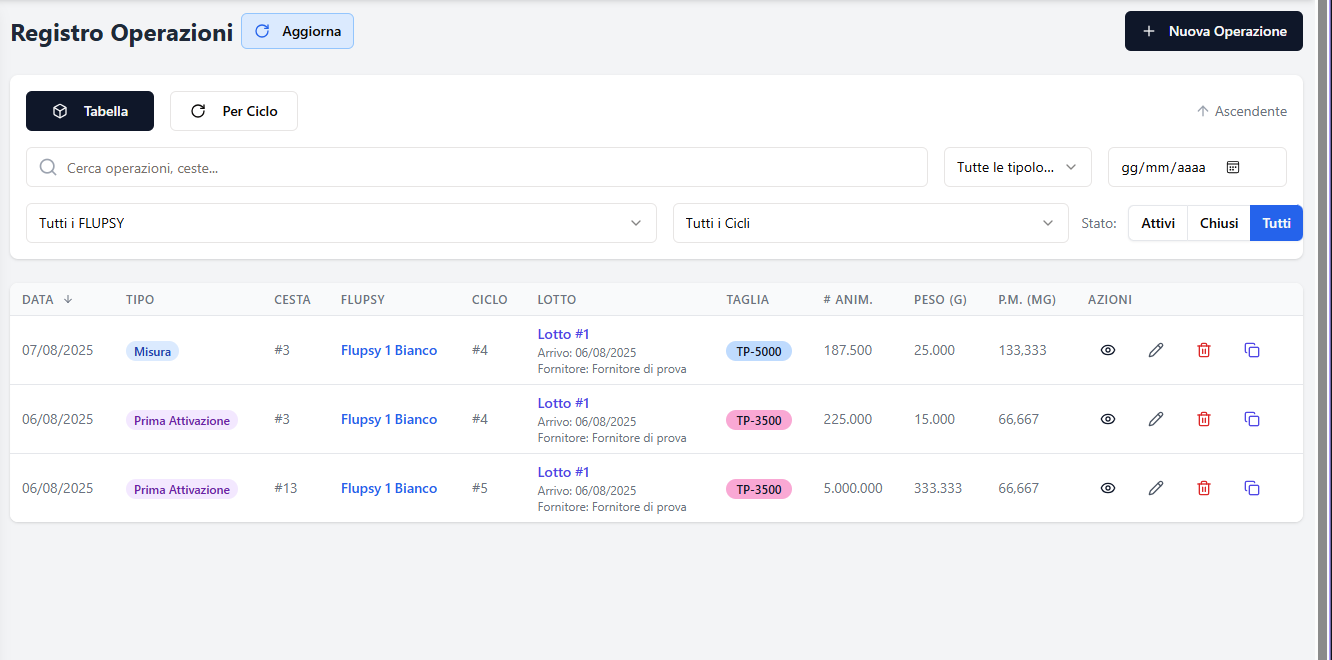 Registro Operazioni Aggiorna Nuova Operazione
Tabella Per Ciclo Ascendente
Cerca operazioni, ceste... Tutte le tipolo... gg/mm/aaaa
Tutti i FLUPSY Tutti i Cicli Stato: Attivi Chiusi Tutti
DATA TIPO CESTA FLUPSY CICLO LOTTO TAGLIA # ANIM. PESO (G) P.M. (MG) AZIONI
07/08/2025 Misura #3 Flupsy 1 Bianco #4 Lotto #1 TP-5000 187.500 25.000 133,333
Arrivo: 06/08/2025
Fornitore: Fornitore di prova
06/08/2025 Prima Attivazione #3 Flupsy 1 Bianco #4 Lotto #1 TP-3500 225.000 15.000 66,667
Arrivo: 06/08/2025
Fornitore: Fornitore di prova
06/08/2025 Prima Attivazione #13 Flupsy 1 Bianco #5 Lotto #1 TP-3500 5.000.000 333.333 66,667
Arrivo: 06/08/2025
Fornitore: Fornitore di prova